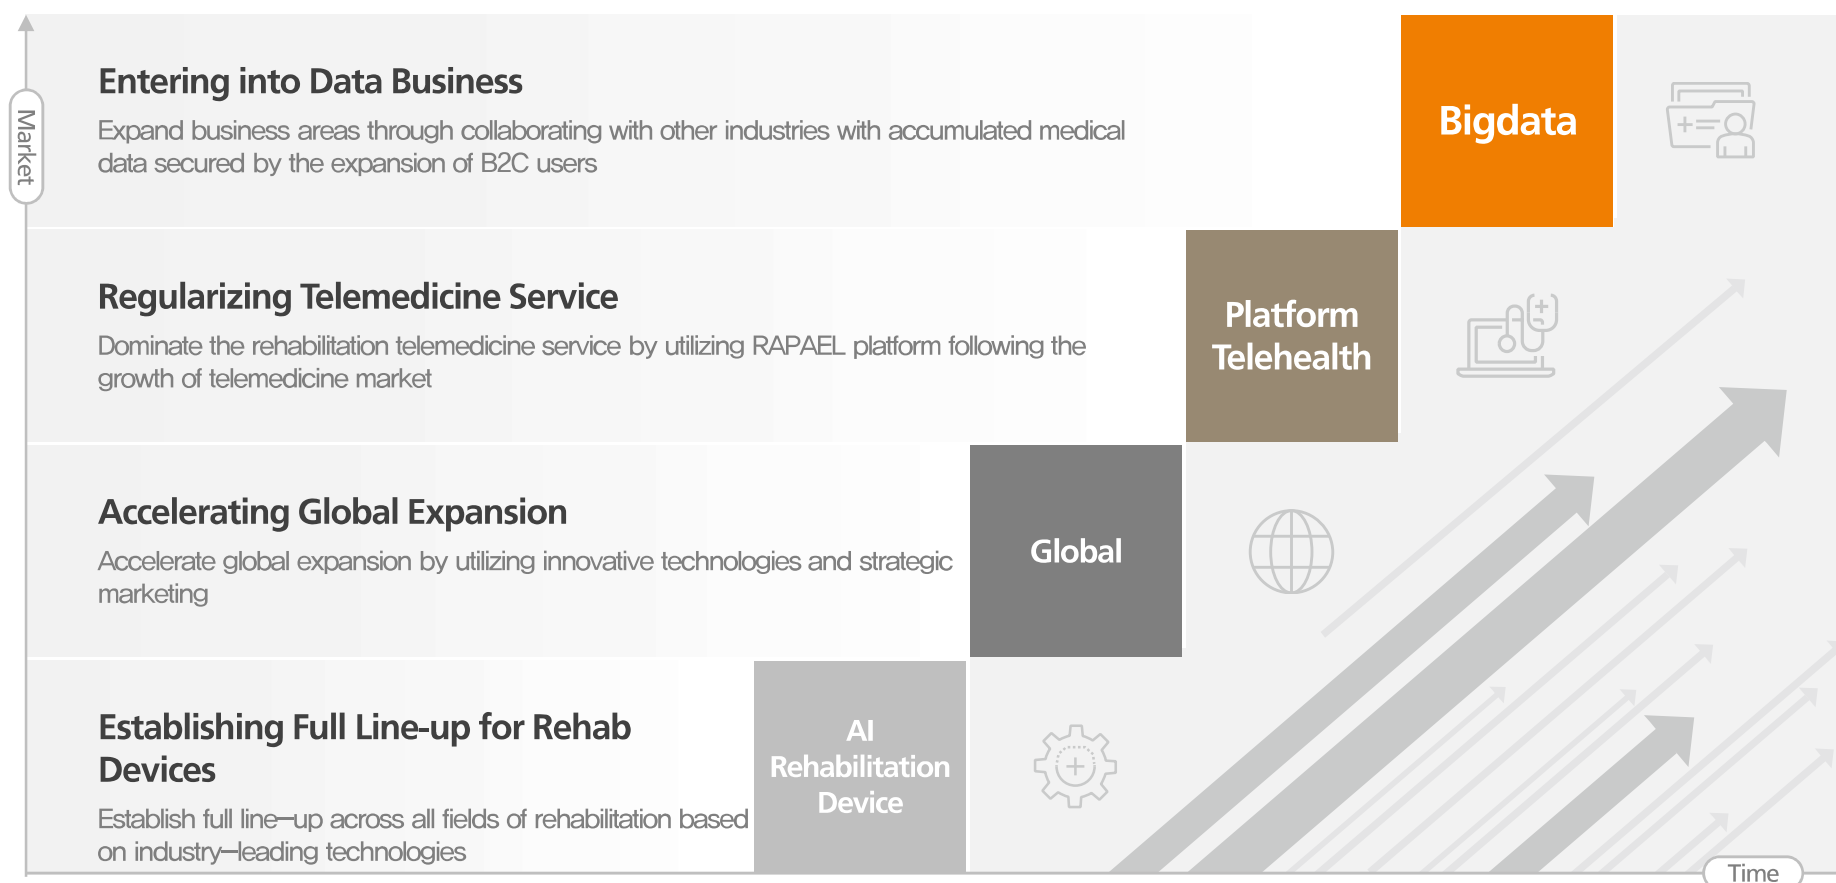 Market
Entering into Data Business
Expand business areas through collaborating with other industries with accumulated medical
data secured by the expansion of B2C users
Bigdata
Regularizing Telemedicine Service
Dominate the rehabilitation telemedicine service by utilizing RAPAEL platform following the
growth of telemedicine market
Platform
Telehealth
Accelerating Global Expansion
Accelerate global expansion by utilizing innovative technologies and strategic
marketing
Global
Establishing Full Line-up for Rehab
Devices
Establish full line-up across all fields of rehabilitation based
on industry-leading technologies
AI
Rehabilitation
Device
Time